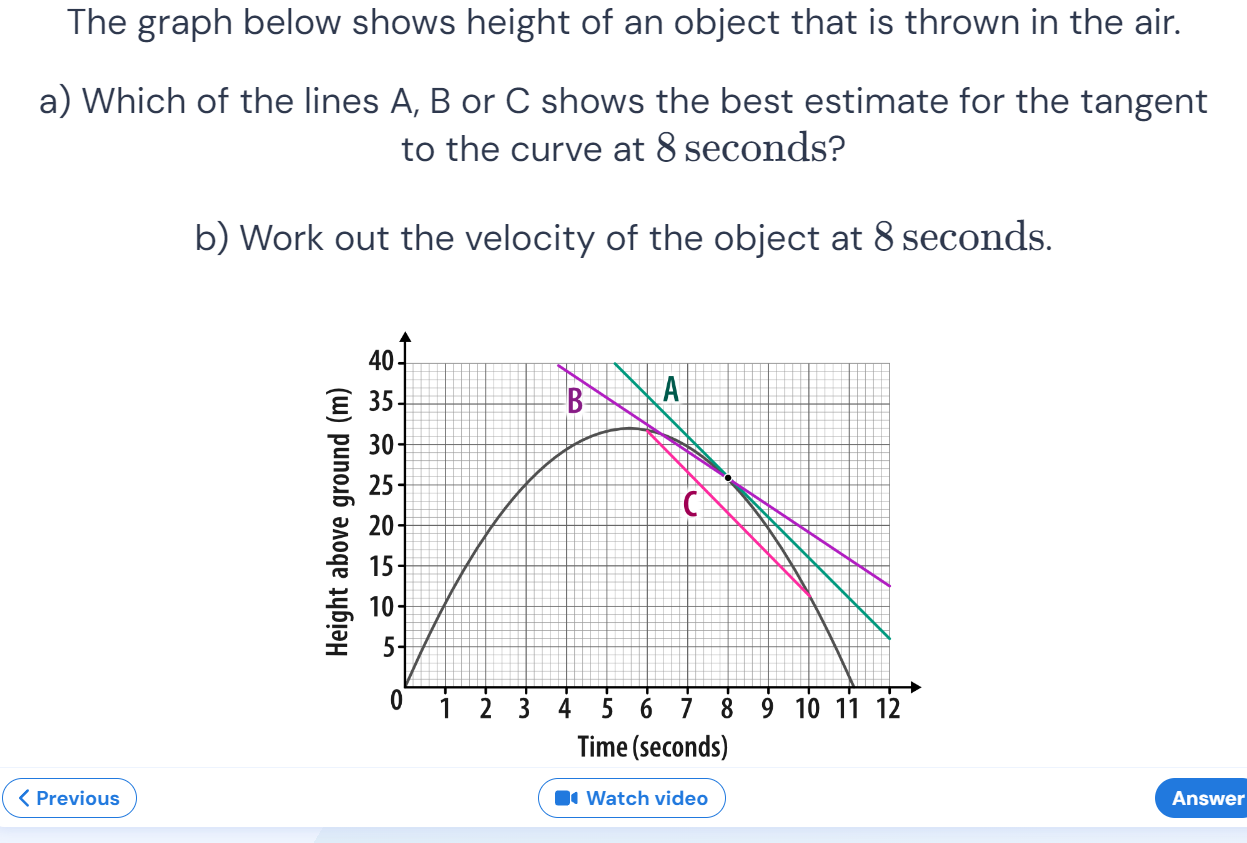 The graph below shows height of an object that is thrown in the air.
a) Which of the lines A, B or C shows the best estimate for the tangent
to the curve at 8 seconds?
b) Work out the velocity of the object at 8 seconds.
40
35
30
25
20
15
10
5
0
Height above ground (m)
B
A
C
1 2 3 4 5 6 7 8 9 10 11 12
Time (seconds)
Previous
Watch video
Answer